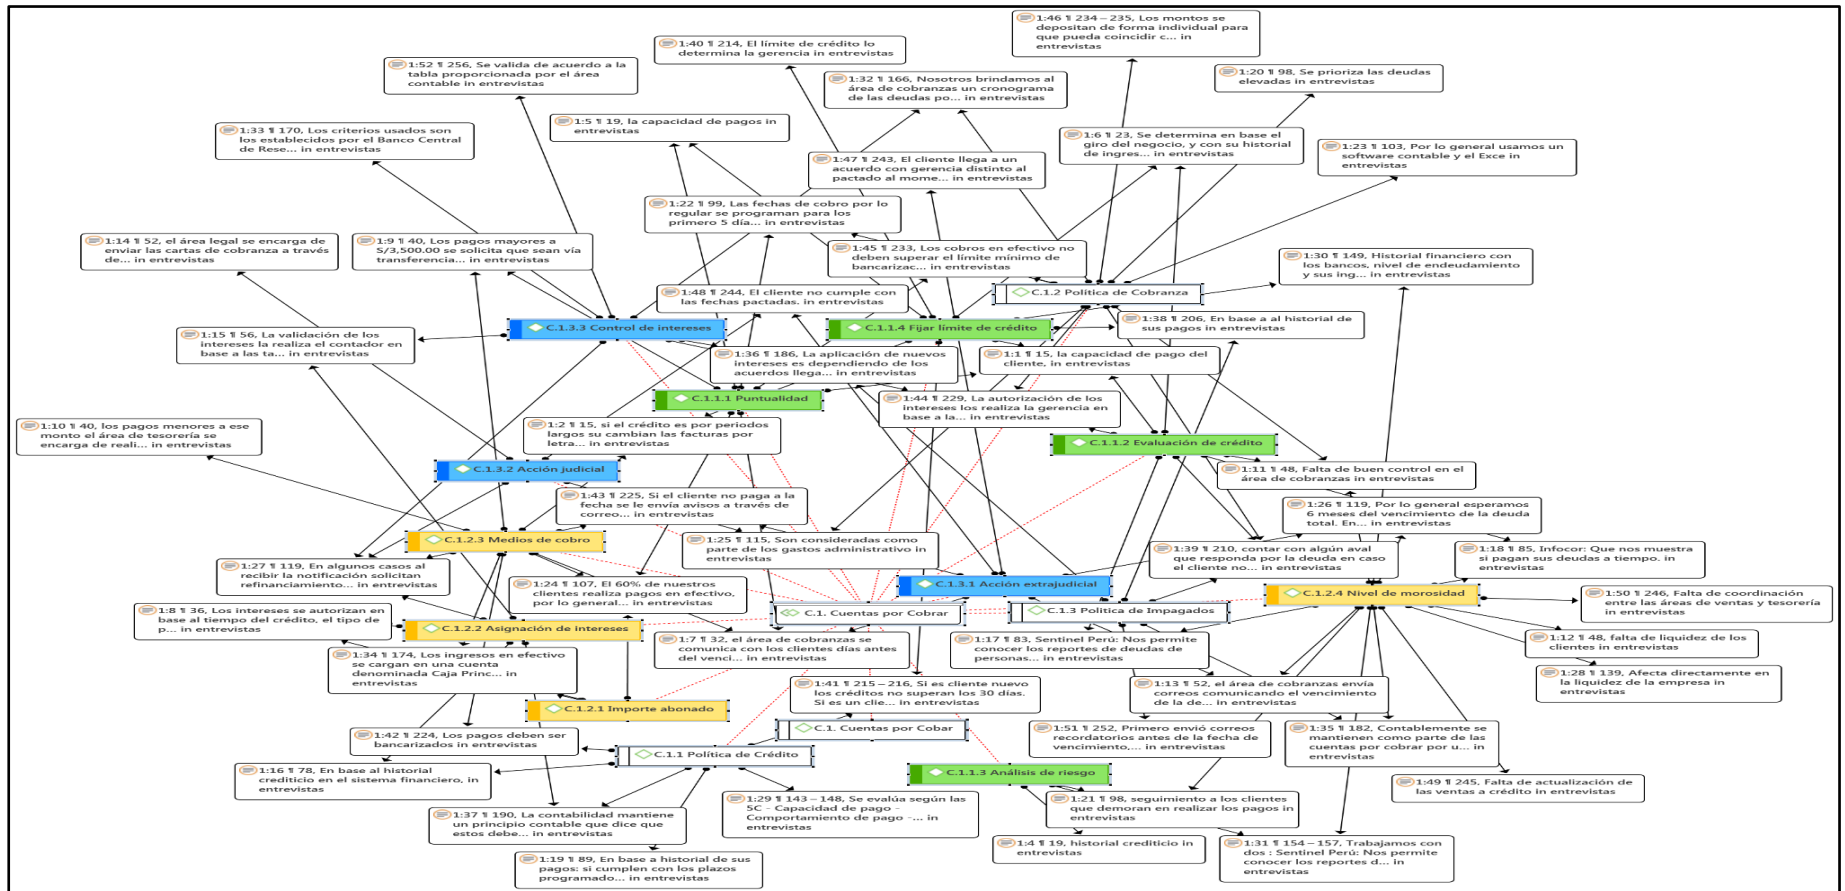 1:46 ¶ 234 – 235, Los montos se
depositan de forma individual para
que pueda coincidir c... in
entrevistas
1:40 ¶ 214, El límite de crédito lo
determina la gerencia in entrevistas
1:52 ¶ 256, Se valida de acuerdo a la
tabla proporcionada por el área
contable in entrevistas
1:32 ¶ 166, Nosotros brindamos al
área de cobranzas un cronograma
de las deudas po... in entrevistas
1:20 ¶ 98, Se prioriza las deudas
elevadas in entrevistas
1:5 ¶ 19, la capacidad de pagos in
entrevistas
1:33 ¶ 170, Los criterios usados son
los establecidos por el Banco Central
de Rese... in entrevistas
1:6 ¶ 23, Se determina en base el
giro del negocio, y con su historial
de ingres... in entrevistas
1:23 ¶ 103, Por lo general usamos un
software contable y el Exce in
entrevistas
1:47 ¶ 243, El cliente llega a un
acuerdo con gerencia distinto al
pactado al mome... in entrevistas
1:22 ¶ 99, Las fechas de cobro por lo
regular se programan para los
primero 5 día... in entrevistas
1:14 ¶ 52, el área legal se encarga de
enviar las cartas de cobranza a través
de... in entrevistas
1:9 ¶ 40, Los pagos mayores a
S/3,500.00 se solicita que sean vía
transferencia... in entrevistas
1:45 ¶ 233, Los cobros en efectivo no
deben superar el límite mínimo de
bancarizac... in entrevistas
1:30 ¶ 149, Historial financiero con
los bancos, nivel de endeudamiento
y sus ing... in entrevistas
1:48 ¶ 244, El cliente no cumple con
las fechas pactadas. in entrevistas
C.1.2 Política de Cobranza
C.1.3.3 Control de intereses
C.1.1.4 Fijar límite de crédito
1:38 ¶ 206, En base a al historial de
sus pagos in entrevistas
1:15 ¶ 56, La validación de los
intereses la realiza el contador en
base a las ta... in entrevistas
1:36 ¶ 186, La aplicación de nuevos
intereses es dependiendo de los
acuerdos llega... in entrevistas
1:1 ¶ 15, la capacidad de pago del
cliente, in entrevistas
C.1.1.1 Puntualidad
1:44 ¶ 229, La autorización de los
intereses los realiza la gerencia en
base a la... in entrevistas
1:10 ¶ 40, los pagos menores a ese
monto el área de tesorería se
encarga de reali... in entrevistas
1:2 ¶ 15, si el crédito es por periodos
largos su cambian las facturas por
letra... in entrevistas
C.1.1.2 Evaluación de crédito
C.1.3.2 Acción judicial
1:11 ¶ 48, Falta de buen control en el
área de cobranzas in entrevistas
1:43 ¶ 225, Si el cliente no paga a la
fecha se le envía avisos a través de
correo... in entrevistas
1:26 ¶ 119, Por lo general esperamos
6 meses del vencimiento de la deuda
total. En... in entrevistas
C.1.2.3 Medios de cobro
1:25 ¶ 115, Son consideradas como
parte de los gastos administrativo in
entrevistas
1:39 ¶ 210, contar con algún aval
que responda por la deuda en caso
el cliente no... in entrevistas
1:18 ¶ 85, Infocor: Que nos muestra
si pagan sus deudas a tiempo. in
entrevistas
1:27 ¶ 119, En algunos casos al
recibir la notificación solicitan
refinanciamiento... in entrevistas
1:24 ¶ 107, El 60% de nuestros
clientes realiza pagos en efectivo,
por lo general... in entrevistas
C.1.3.1 Acción extrajudicial
C.1.2.4 Nivel de morosidad
1:50 ¶ 246, Falta de coordinación
entre las áreas de ventas y tesorería
in entrevistas
1:8 ¶ 36, Los intereses se autorizan en
base al tiempo del crédito, el tipo de
p... in entrevistas
C.1. Cuentas por Cobrar
C.1.3 Politica de Impagados
C.1.2.2 Asignación de intereses
1:7 ¶ 32, el área de cobranzas se
comunica con los clientes días antes
del venci... in entrevistas
1:17 ¶ 83, Sentinel Perú: Nos permite
conocer los reportes de deudas de
personas... in entrevistas
1:12 ¶ 48, falta de liquidez de los
clientes in entrevistas
1:34 ¶ 174, Los ingresos en efectivo
se cargan en una cuenta
denominada Caja Princ... in
entrevistas
1:28 ¶ 139, Afecta directamente en
la liquidez de la empresa in
entrevistas
1:41 ¶ 215 – 216, Si es cliente nuevo
los créditos no superan los 30 días.
Si es un clie... in entrevistas
1:13 ¶ 52, el área de cobranzas envía
correos comunicando el vencimiento
de la de... in entrevistas
C.1.2.1 Importe abonado
C.1. Cuentas por Cobar
1:42 ¶ 224, Los pagos deben ser
bancarizados in entrevistas
1:51 ¶ 252, Primero envió correos
recordatorios antes de la fecha de
vencimiento,... in entrevistas
1:35 ¶ 182, Contablemente se
mantienen como parte de las
cuentas por cobrar por u... in
entrevistas
C.1.1 Política de Crédito
1:16 ¶ 78, En base al historial
crediticio en el sistema financiero, in
entrevistas
C.1.1.3 Análisis de riesgo
1:49 ¶ 245, Falta de actualización de
las ventas a crédito in entrevistas
1:29 ¶ 143 – 148, Se evalúa según las
5C - Capacidad de pago -
Comportamiento de pago -... in
entrevistas
1:21 ¶ 98, seguimiento a los clientes
que demoran en realizar los pagos in
entrevistas
1:37 ¶ 190, La contabilidad mantiene
un principio contable que dice que
estos debe... in entrevistas
1:4 ¶ 19, historial crediticio in
entrevistas
1:31 ¶ 154 – 157, Trabajamos con
dos : Sentinel Perú: Nos permite
conocer los reportes d... in
entrevistas
1:19 ¶ 89, En base a historial de sus
pagos: si cumplen con los plazos
programado... in entrevistas